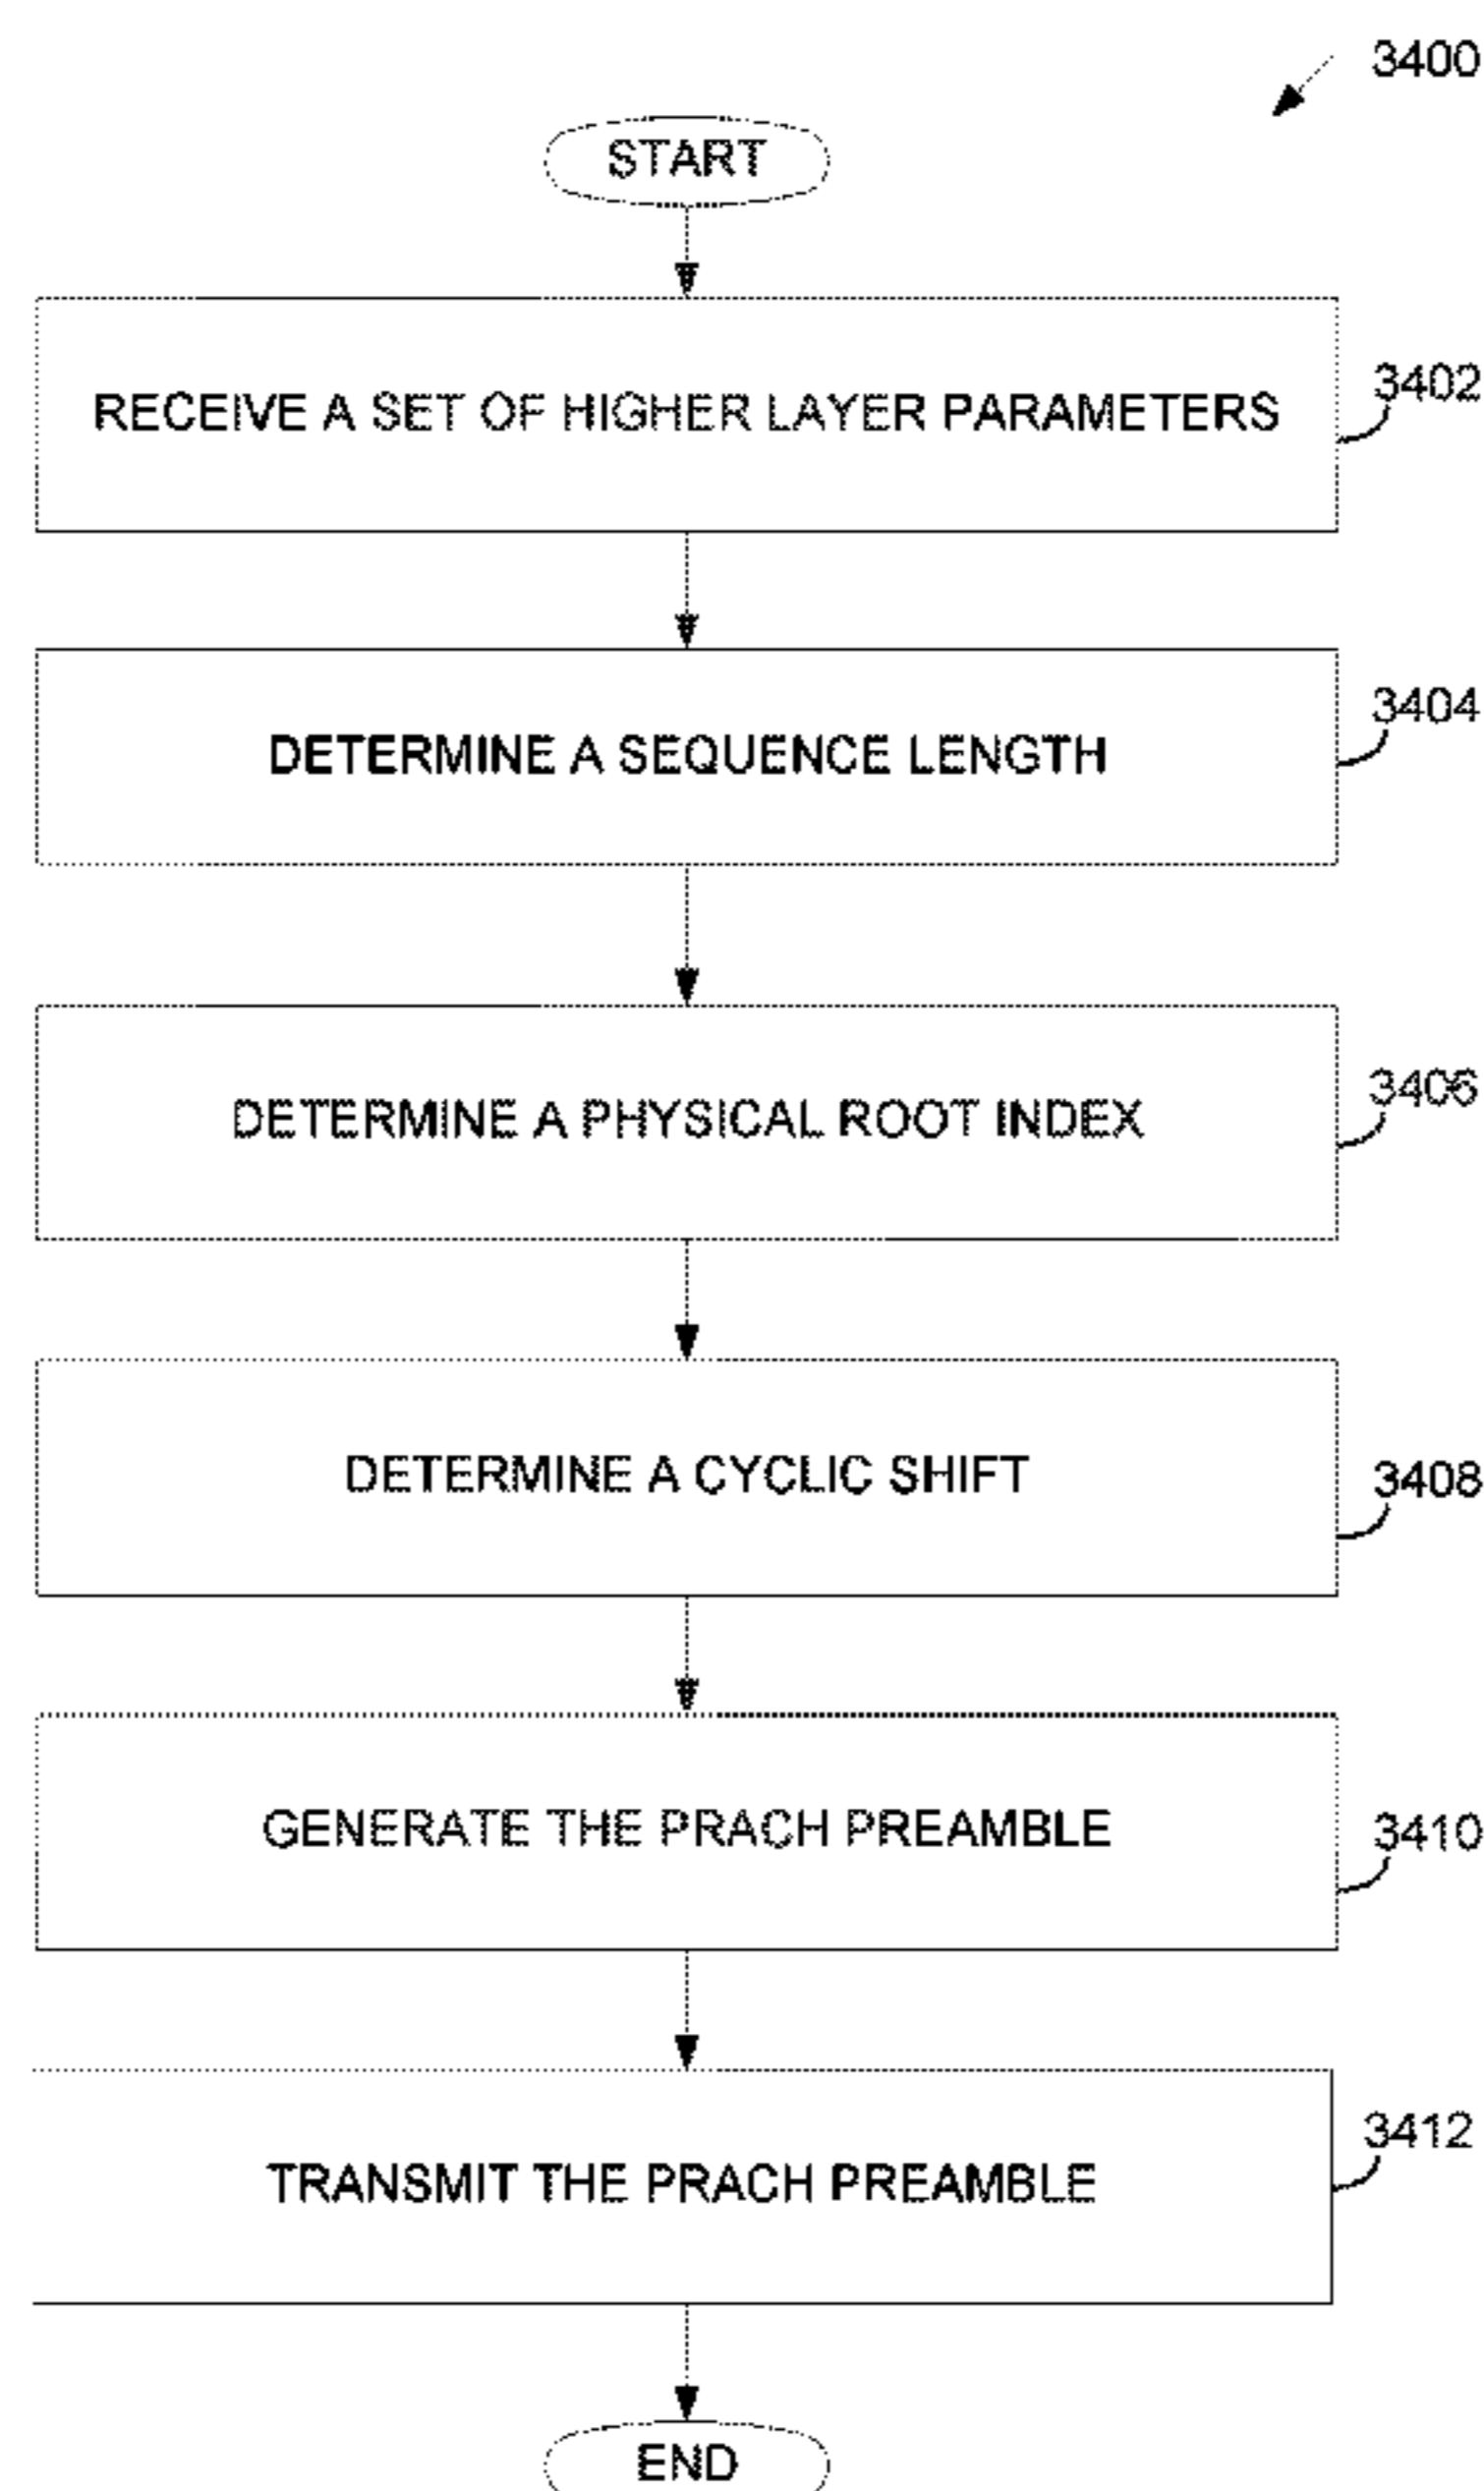 3400
START
RECEIVE A SET OF HIGHER LAYER PARAMETERS
3402
DETERMINE A SEQUENCE LENGTH
3404
DETERMINE A PHYSICAL ROOT INDEX
3406
DETERMINE A CYCLIC SHIFT
3408
GENERATE THE PRACH PREAMBLE
3410
TRANSMIT THE PRACH PREAMBLE
3412
END